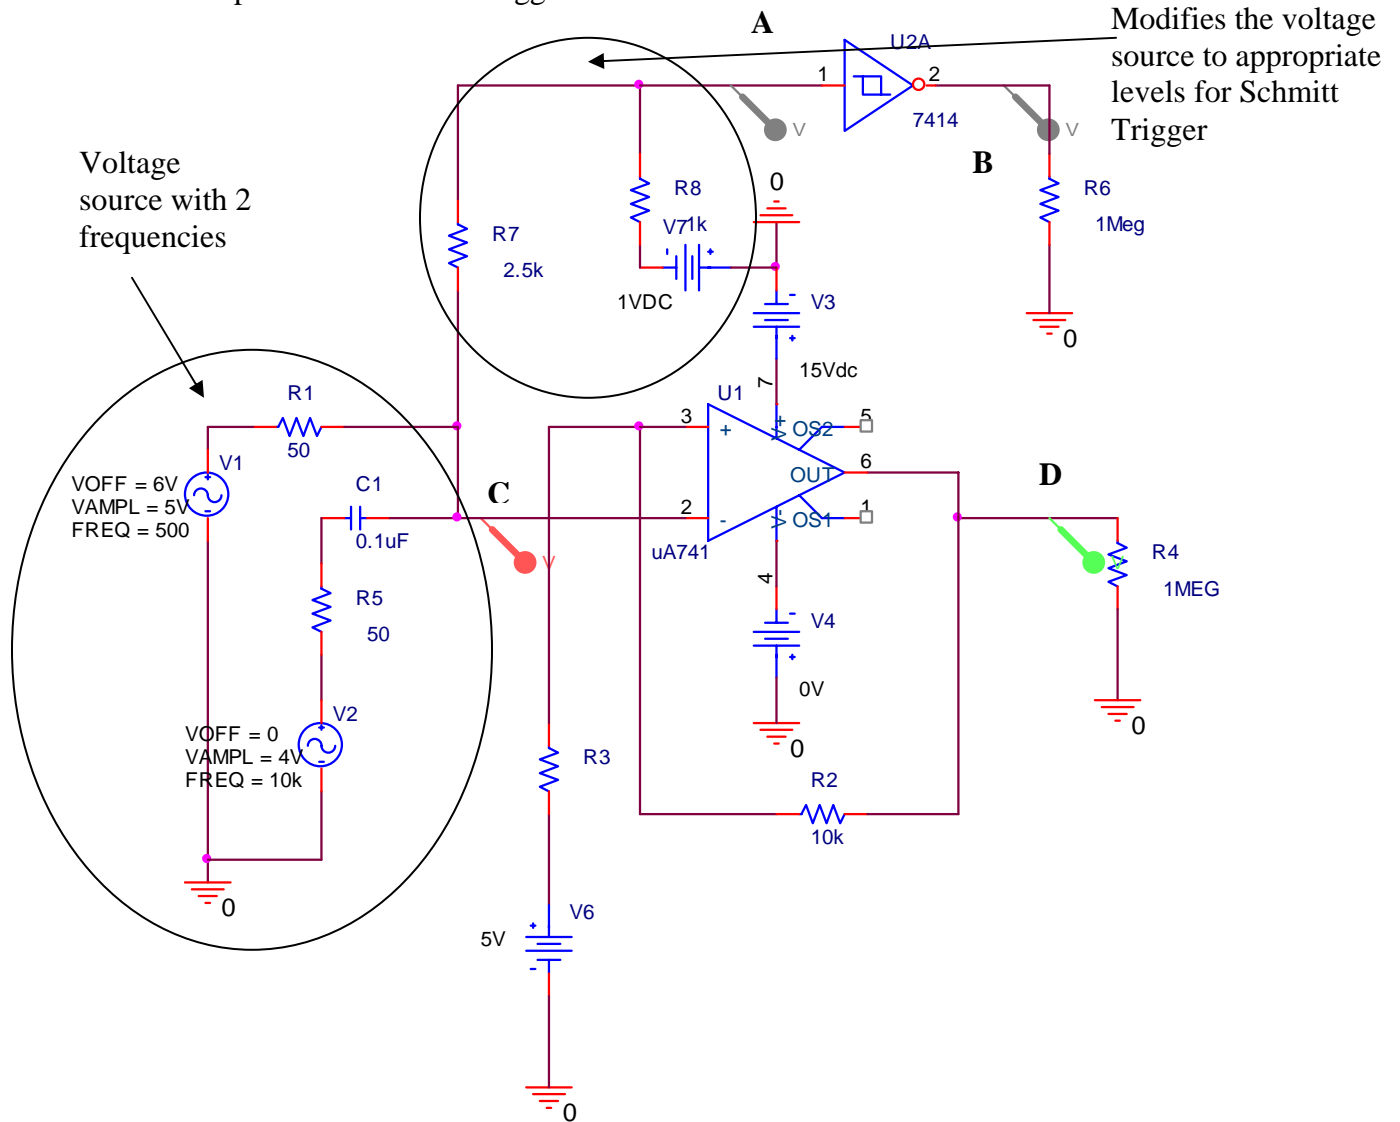 A
Modifies the voltage
source to appropriate
levels for Schmitt
Trigger
U2A
1
2
7414
V
V
B
Voltage
source with 2
frequencies
R8
1k
V7
-
+
1VDC
0
R7
2.5k
R6
1Meg
0
-
V3
+
15Vdc
7
R1
50
U1
3
+
V+
OS2
5
6
OUT
2
-
V-
OS1
1
uA741
4
V1
+
-
VOFF = 6V
VAMPL = 5V
FREQ = 500
C1
0.1uF
C
V
D
V
R4
1MEG
0
R5
50
-
V4
+
0V
0
V2
+
-
VOFF = 0
VAMPL = 4V
FREQ = 10k
0
R3
R2
10k
V6
+
5V
-
0